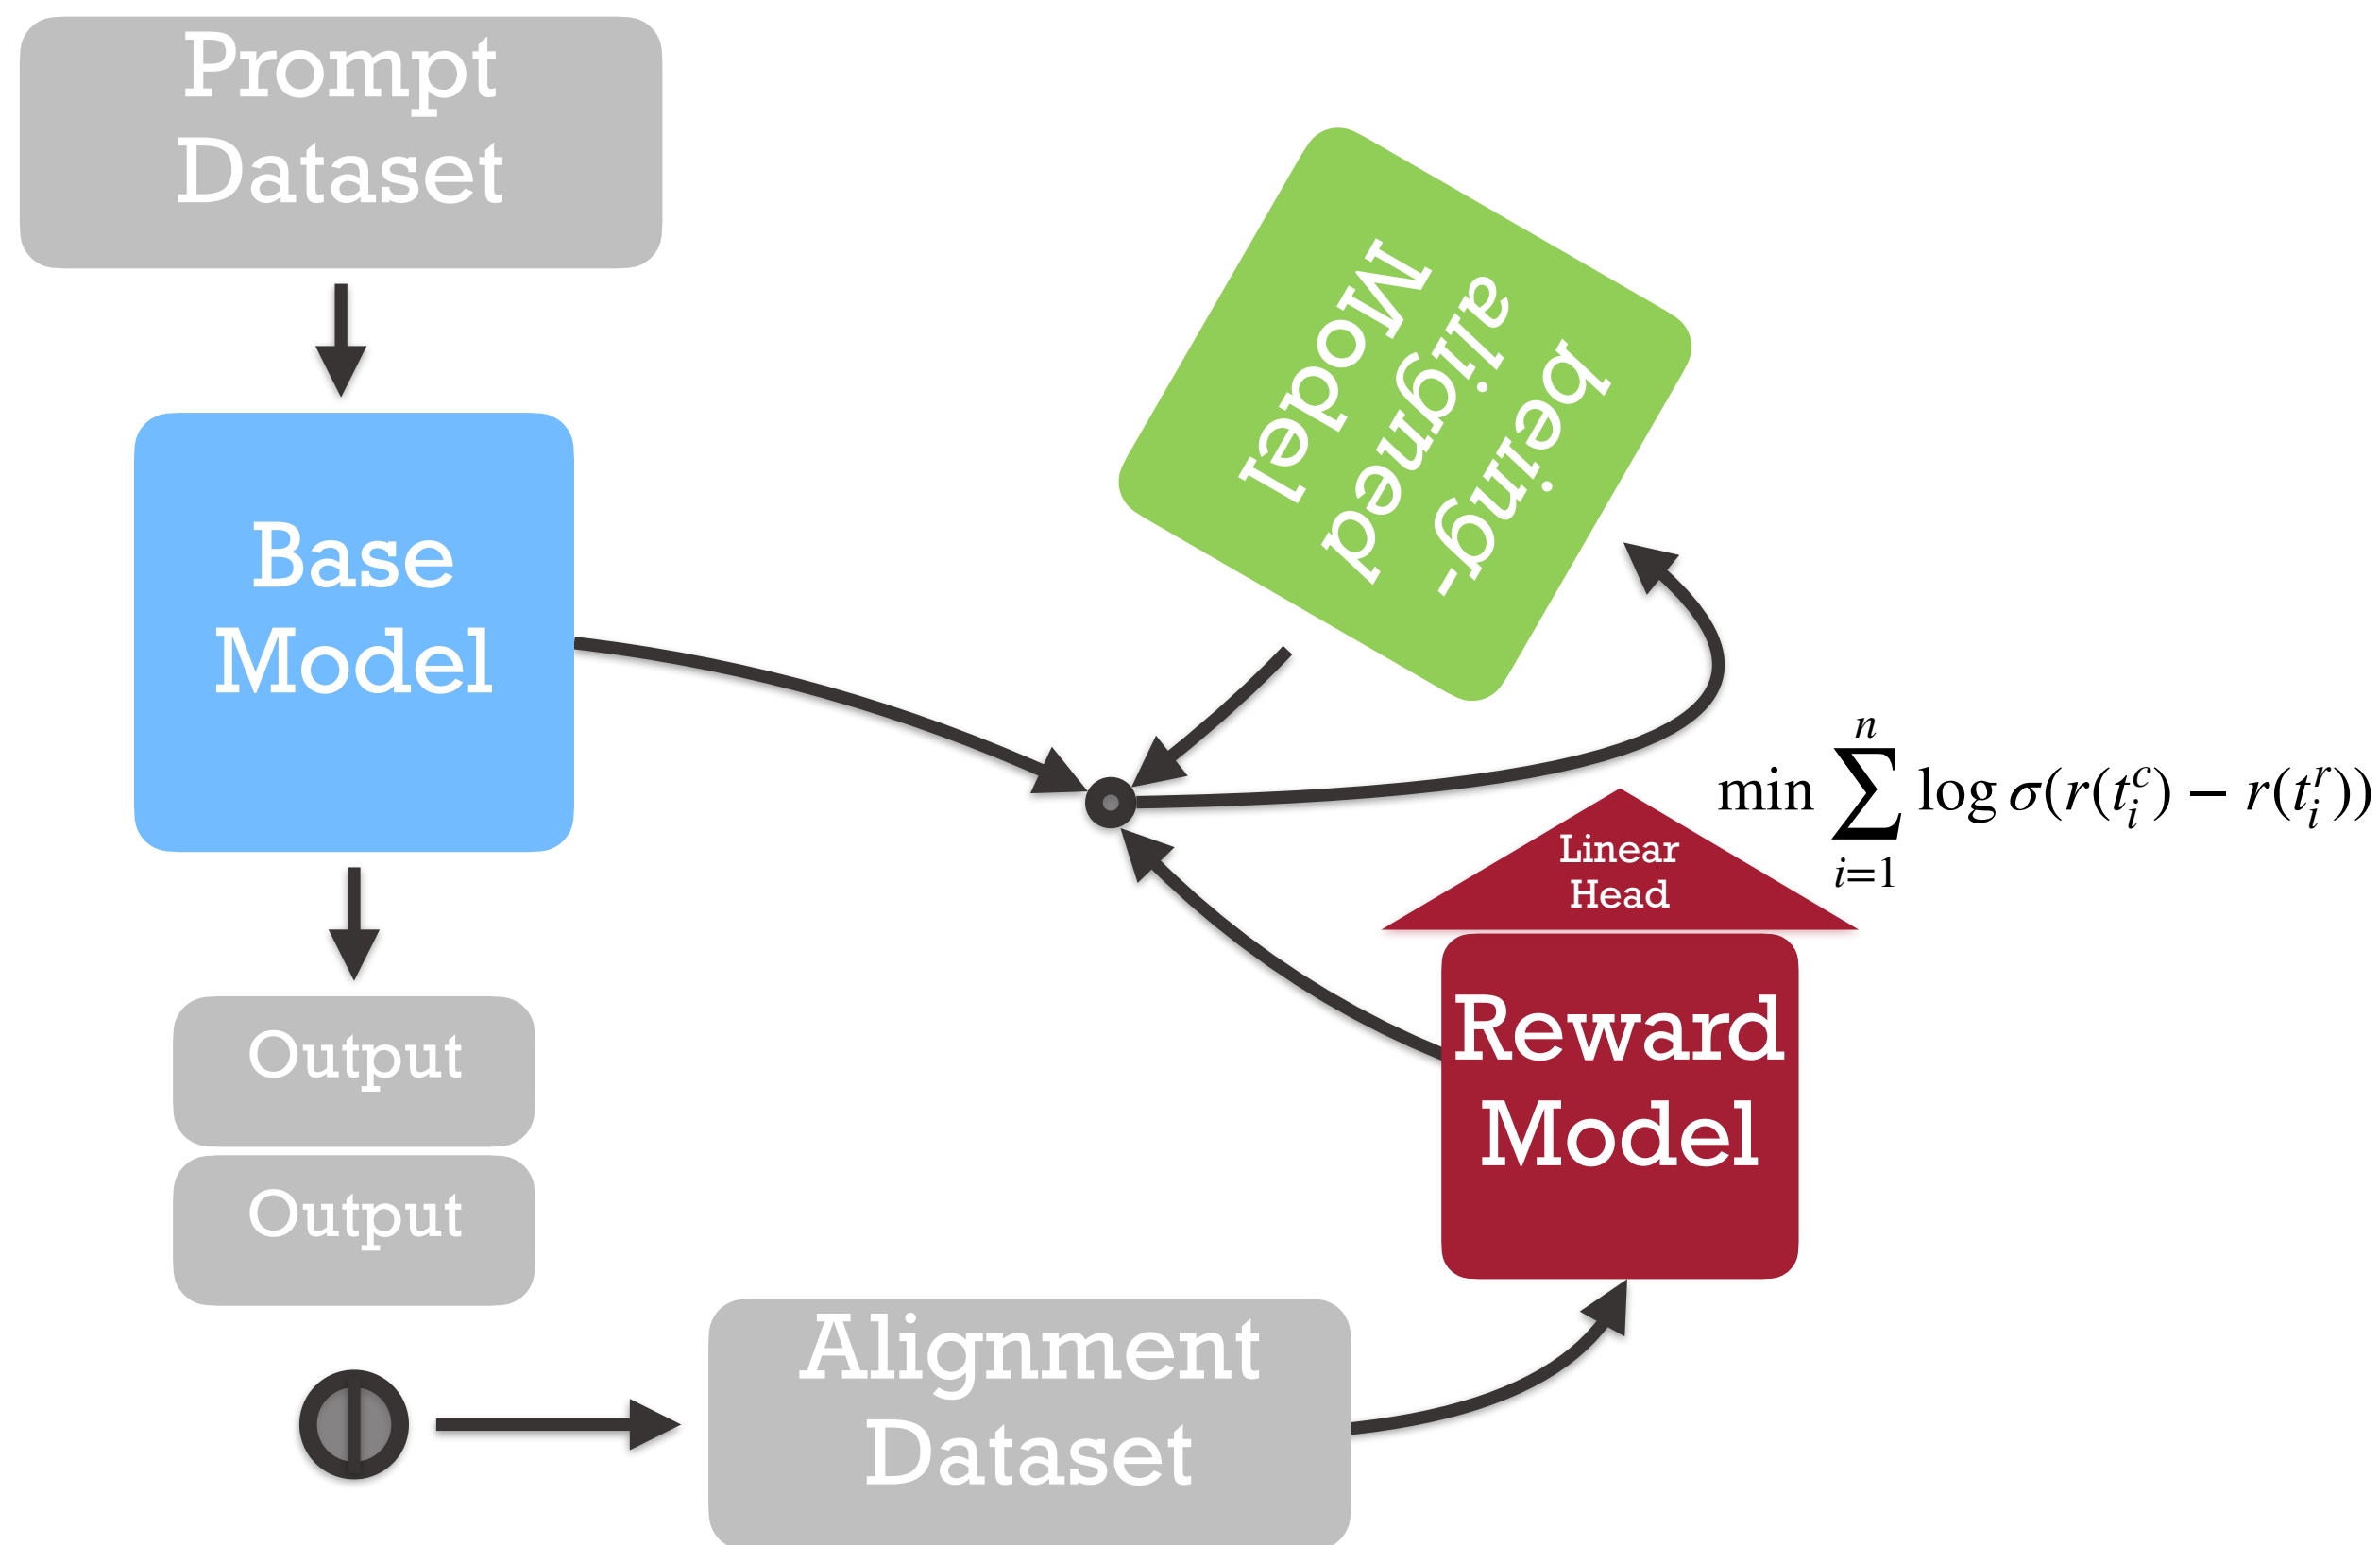 Prompt
Dataset
Base
Model
Output
Output
Alignment
Dataset
being-
aligned
Model
Linear
Head
Reward
Model
min ∑_{i=1}^{n} log σ(r(t_i^c) − r(t_i^r))